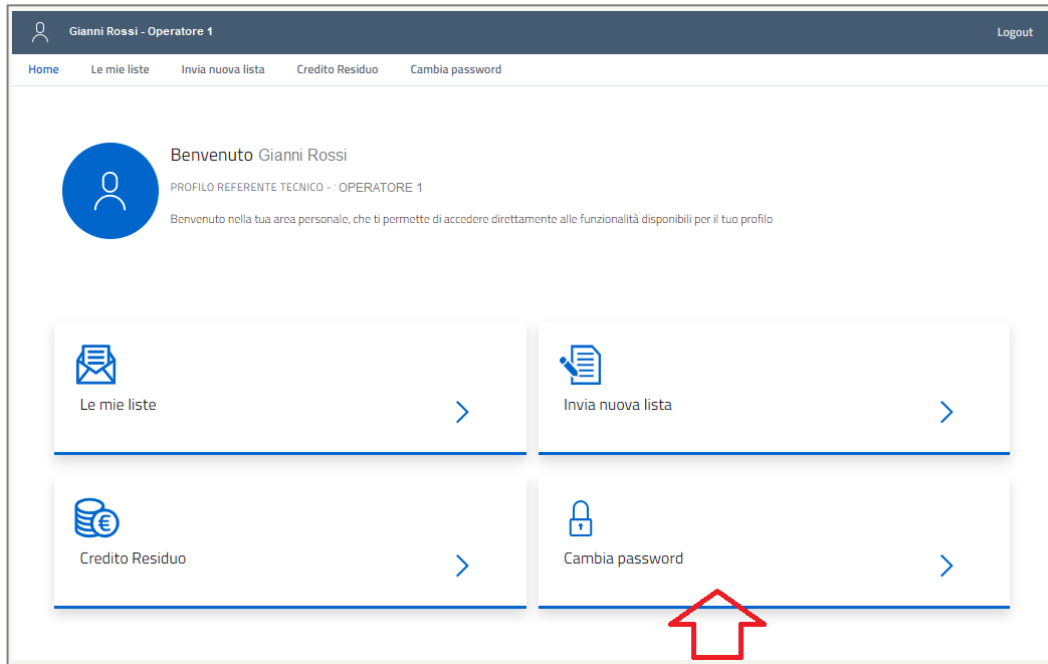 Gianni Rossi - Operatore 1
Logout
Home Le mie liste Invia nuova lista Credito Residuo Cambia password
Benvenuto Gianni Rossi
PROFILO REFERENTE TECNICO - OPERATORE 1
Benvenuto nella tua area personale, che ti permette di accedere direttamente alle funzionalità disponibili per il tuo profilo
Le mie liste
Invia nuova lista
Credito Residuo
Cambia password